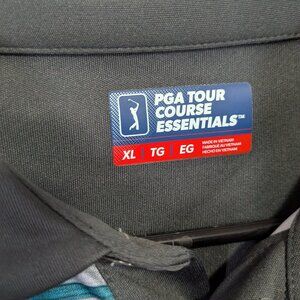 PGA TOUR
COURSE
ESSENTIALS™
XL TG EG
MADE IN VIETNAM
FABRIQUÉ AU VIETNAM
HECHO EN VIETNAM